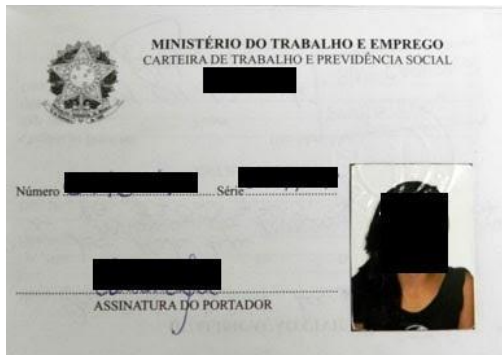 MINISTÉRIO DO TRABALHO E EMPREGO
CARTEIRA DE TRABALHO E PREVIDÊNCIA SOCIAL
Número Série
ASSINATURA DO PORTADOR